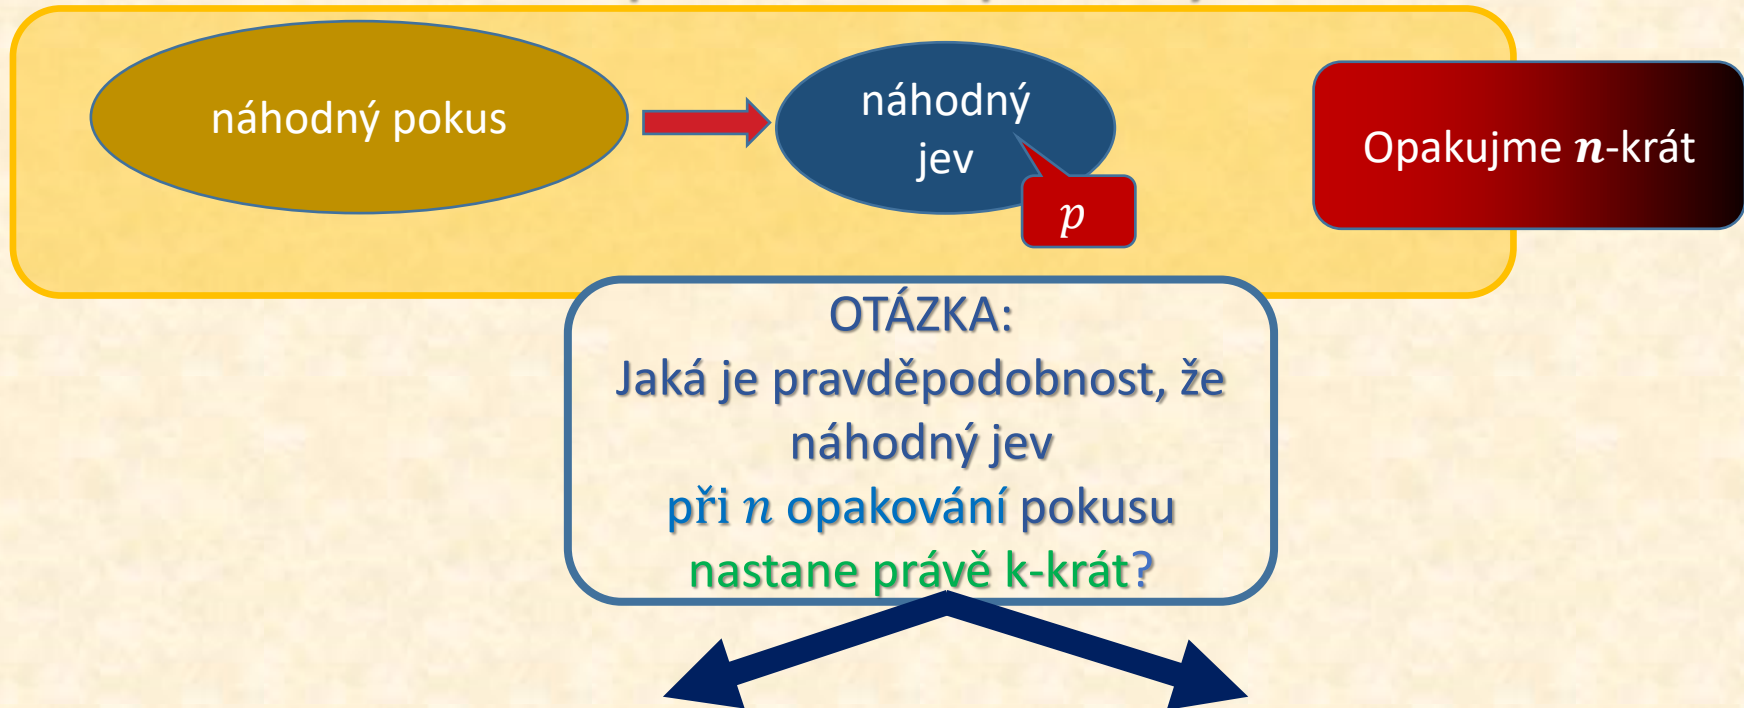 náhodný pokus
náhodný
jev
p
Opakujme n-krát
OTÁZKA:
Jaká je pravděpodobnost, že
náhodný jev
při n opakování pokusu
nastane právě k-krát?